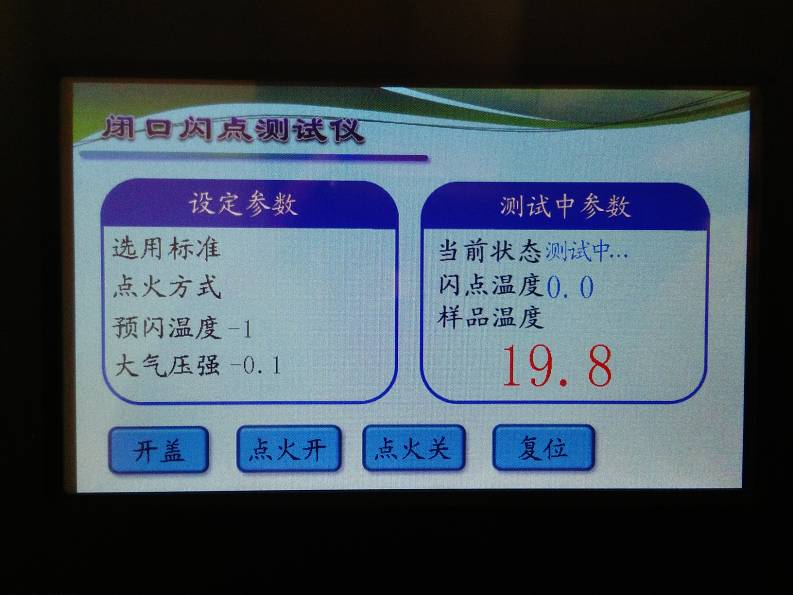 闭口闪点测试仪
设定参数
选用标准
点火方式
预闪温度 -1
大气压强 -0.1
测试中参数
当前状态 测试中...
闪点温度 0.0
样品温度
19.8
开盖
点火开
点火关
复位